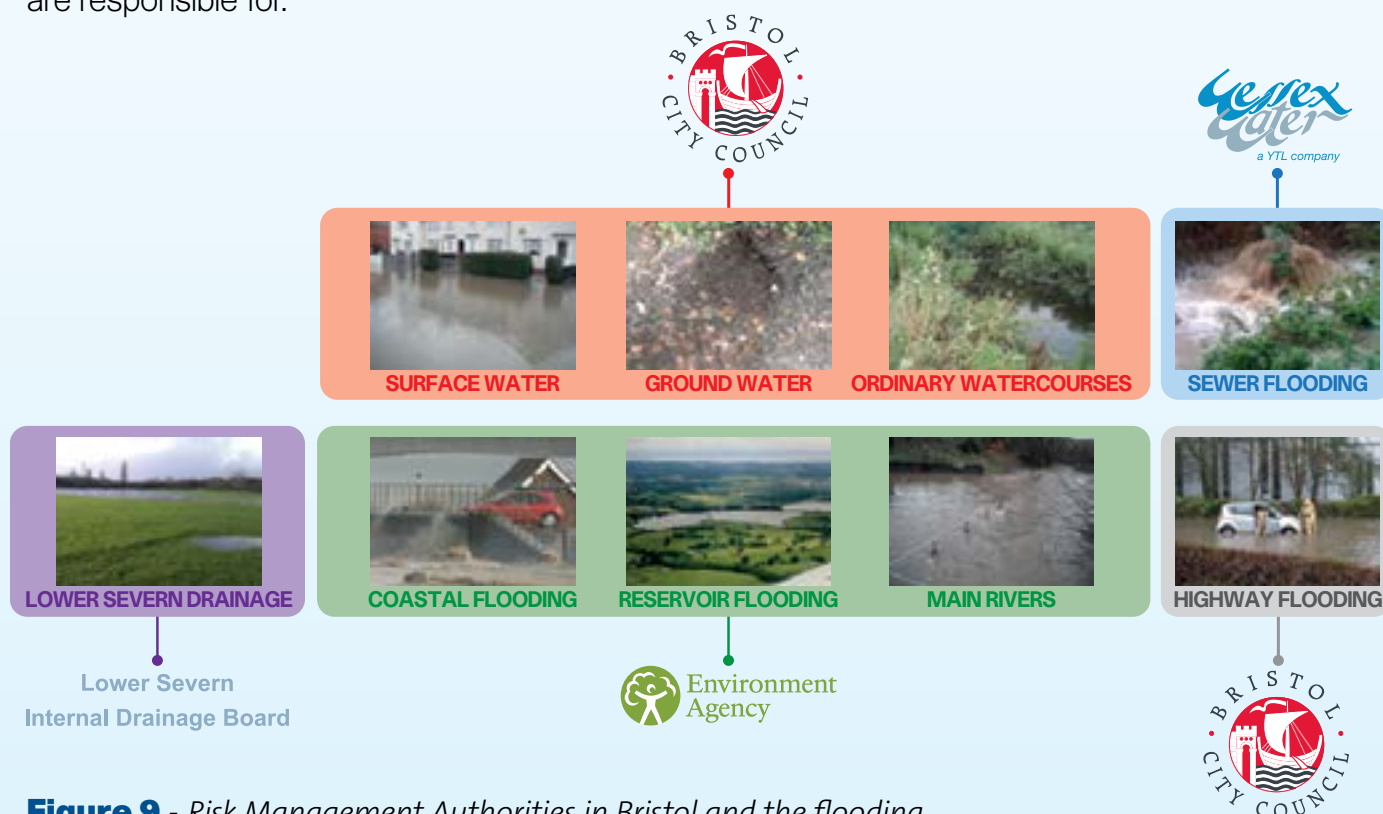 are responsible for.
BRISTOL
CITY COUNCIL
Wessex
Water
a YTL company
SURFACE WATER
GROUND WATER
ORDINARY WATERCOURSES
SEWER FLOODING
LOWER SEVERN DRAINAGE
COASTAL FLOODING
RESERVOIR FLOODING
MAIN RIVERS
HIGHWAY FLOODING
Lower Severn
Internal Drainage Board
Environment
Agency
BRISTOL
CITY COUNCIL
Figure 9 - Risk Management Authorities in Bristol and the flooding